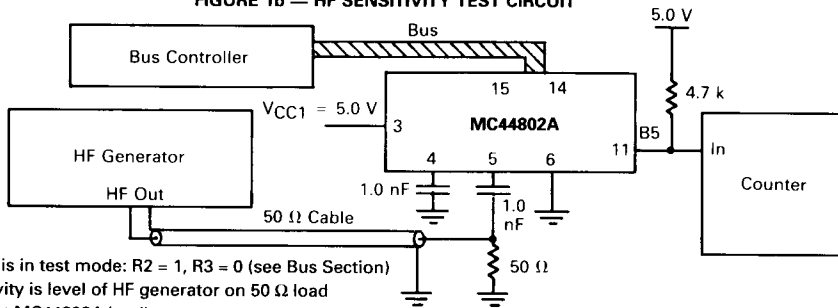 FIGURE 1b — HF SENSITIVITY TEST CIRCUIT
5.0 V
Bus
Bus Controller
15 14
4.7 k
VCC1 = 5.0 V
3
MC44802A
B5
11
In
HF Generator
4 5 6
Counter
HF Out
1.0 nF
1.0
nF
50 Ω Cable
is in test mode: R2 = 1, R3 = 0 (see Bus Section)
50 Ω
is level of HF generator on 50 Ω load